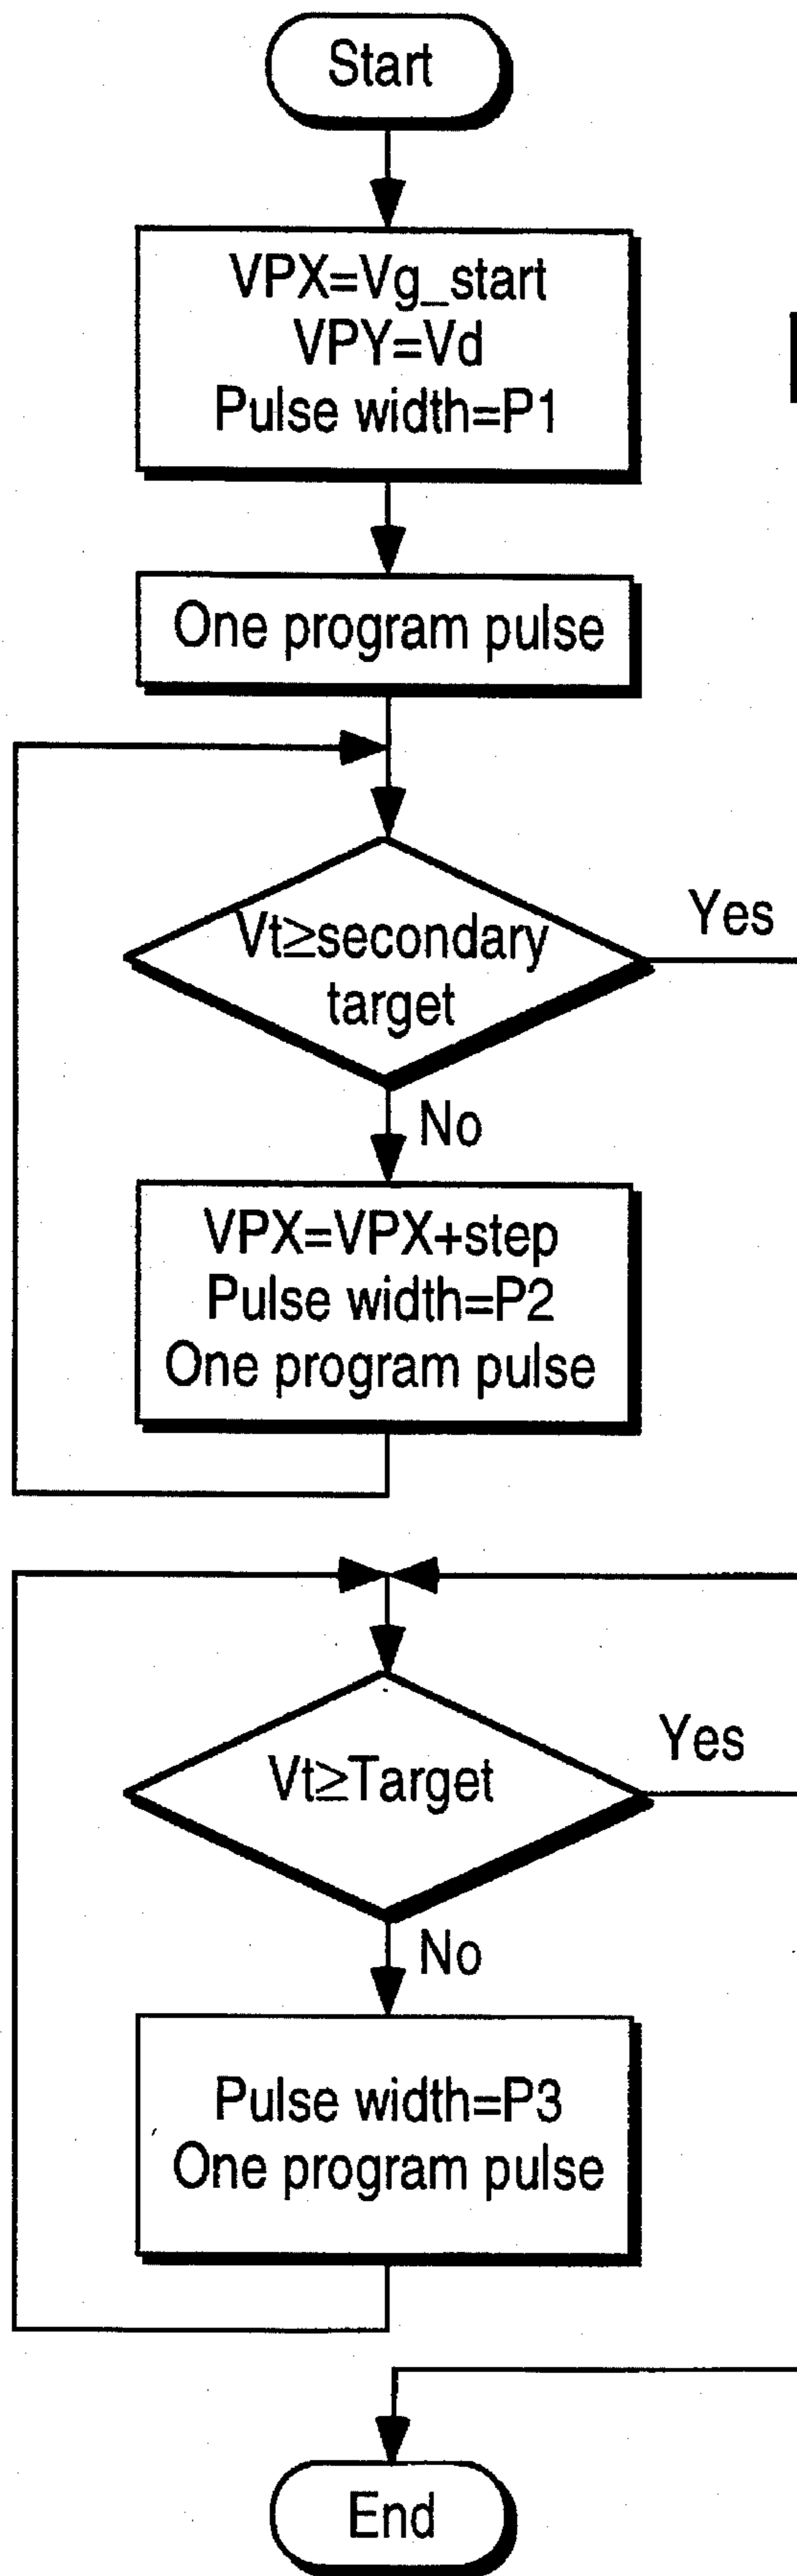 Start
VPX=Vg_start
VPY=Vd
Pulse width=P1
One program pulse
Vt≥secondary
target
Yes
No
VPX=VPX+step
Pulse width=P2
One program pulse
Vt≥Target
Yes
No
Pulse width=P3
One program pulse
End